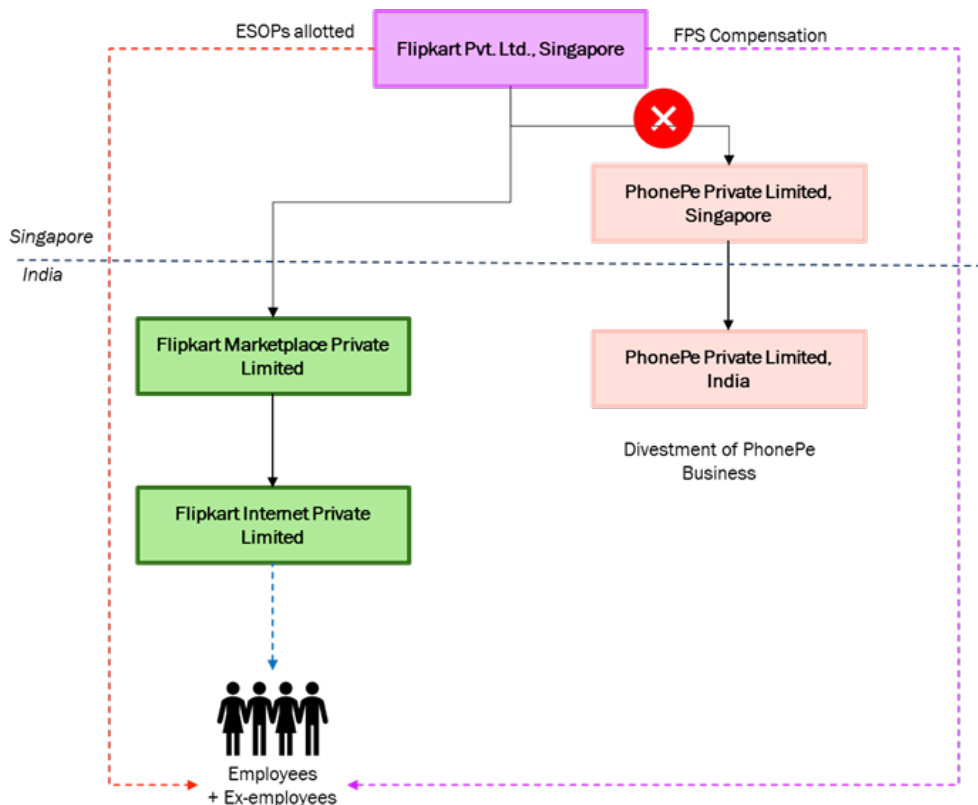 ESOPs allotted
Flipkart Pvt. Ltd., Singapore
FPS Compensation
PhonePe Private Limited,
Singapore
Singapore
India
Flipkart Marketplace Private
Limited
PhonePe Private Limited,
India
Divestment of PhonePe
Business
Flipkart Internet Private
Limited
Employees
+ Ex-employees